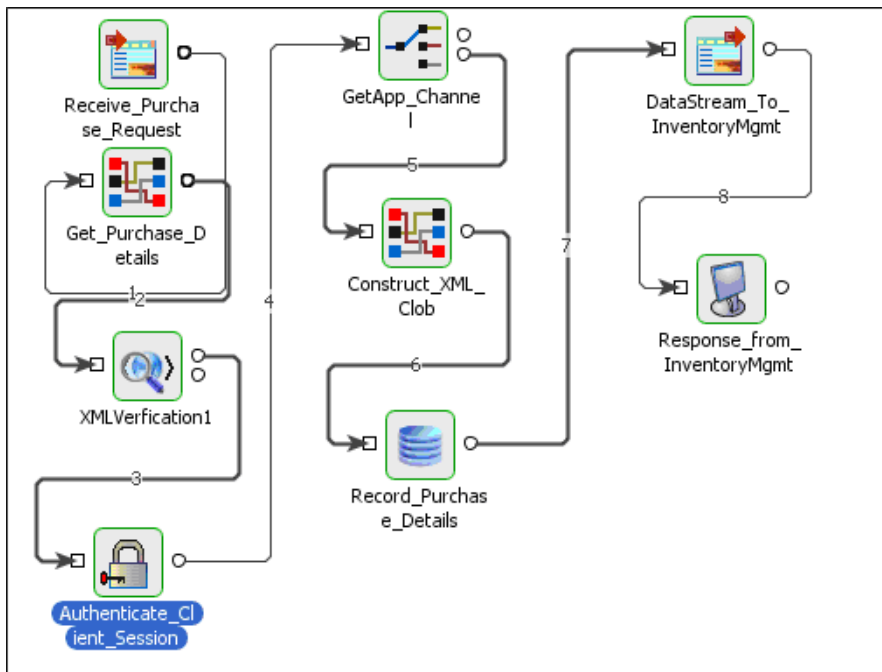 Receive_Purcha
se_Request
Get_Purchase_D
etails
1
2
XMLVerfication1
3
Authenticate_Cl
ient_Session
4
GetApp_Channe
l
5
Construct_XML_
Clob
6
Record_Purchas
e_Details
7
DataStream_To_
InventoryMgmt
8
Response_from_
InventoryMgmt